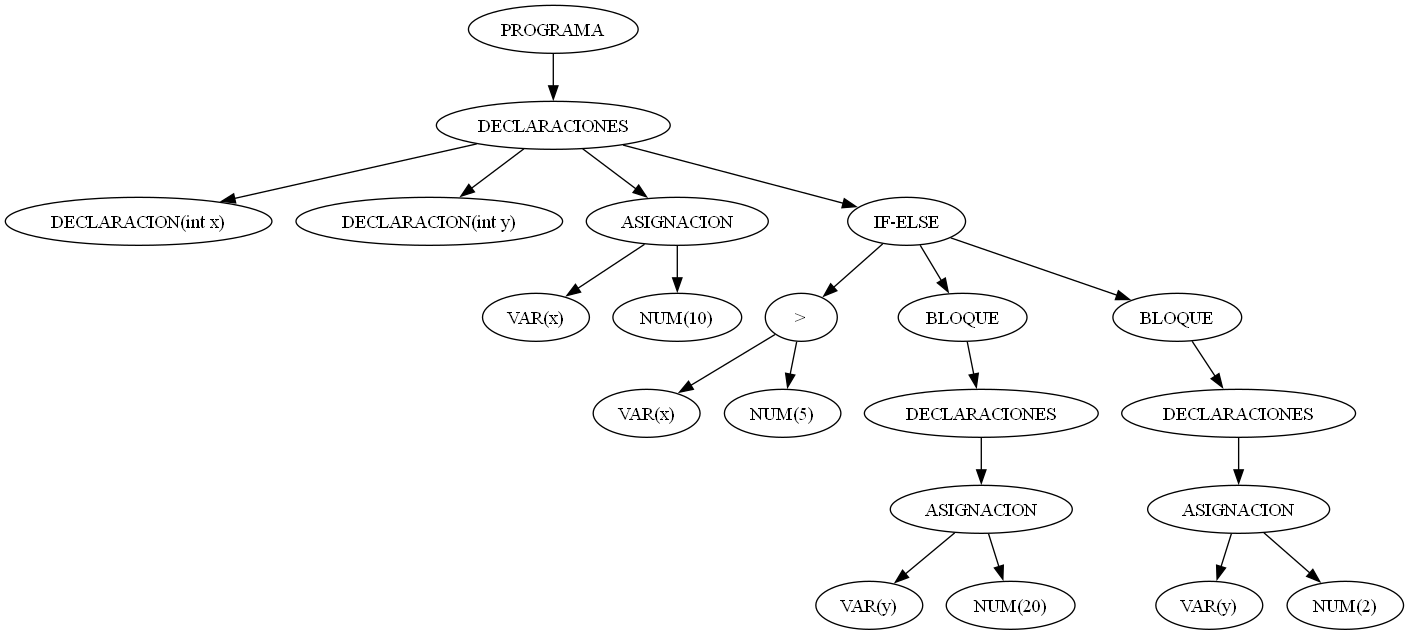 PROGRAMA
DECLARACIONES
DECLARACION(int x)
DECLARACION(int y)
ASIGNACION
IF-ELSE
VAR(x)
NUM(10)
>
BLOQUE
BLOQUE
VAR(x)
NUM(5)
DECLARACIONES
DECLARACIONES
ASIGNACION
ASIGNACION
VAR(y)
NUM(20)
VAR(y)
NUM(2)